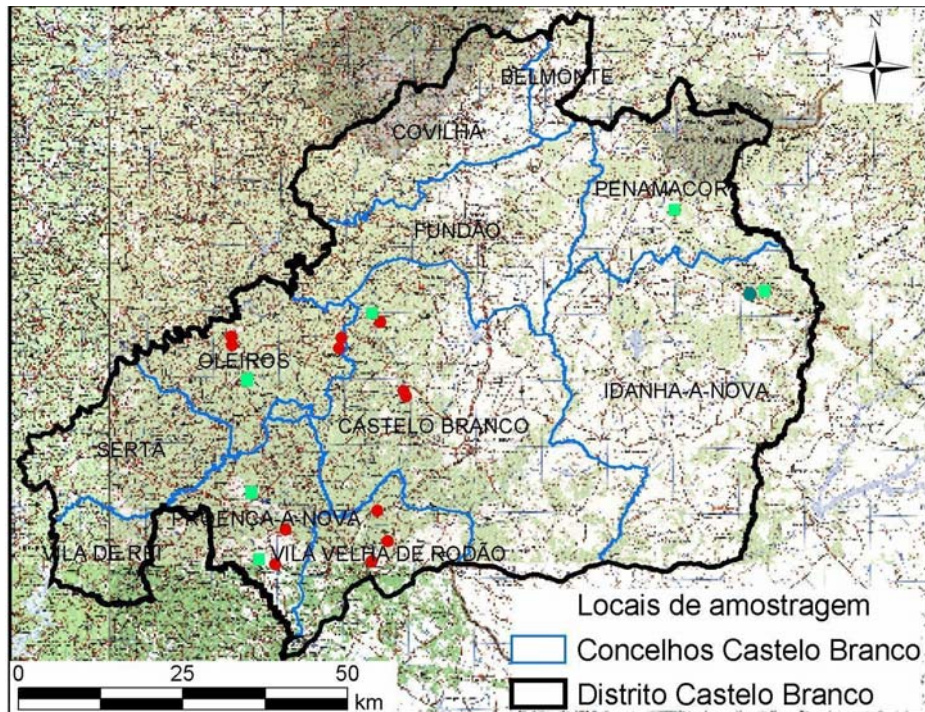 N
BELMONTE
COVILHÃ
PENAMACOR
FUNDÃO
OLEIROS
IDANHA-A-NOVA
CASTELO BRANCO
SERTÃ
PROENÇA-A-NOVA
VILA DE REI
VILA VELHA DE RODÃO
Locais de amostragem
Concelhos Castelo Branco
Distrito Castelo Branco
0 25 50
km